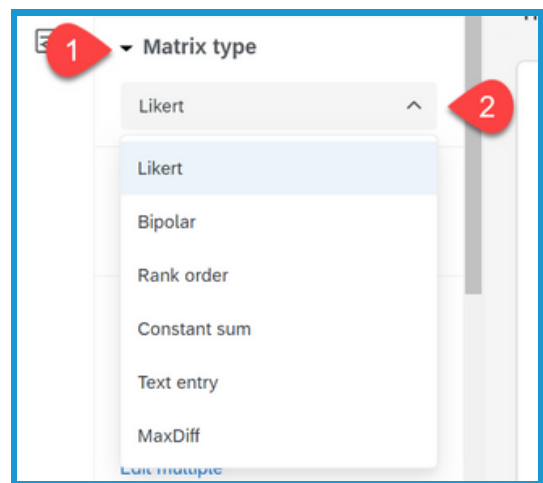 1
Matrix type
Likert
2
Likert
Bipolar
Rank order
Constant sum
Text entry
MaxDiff
Edit multiple